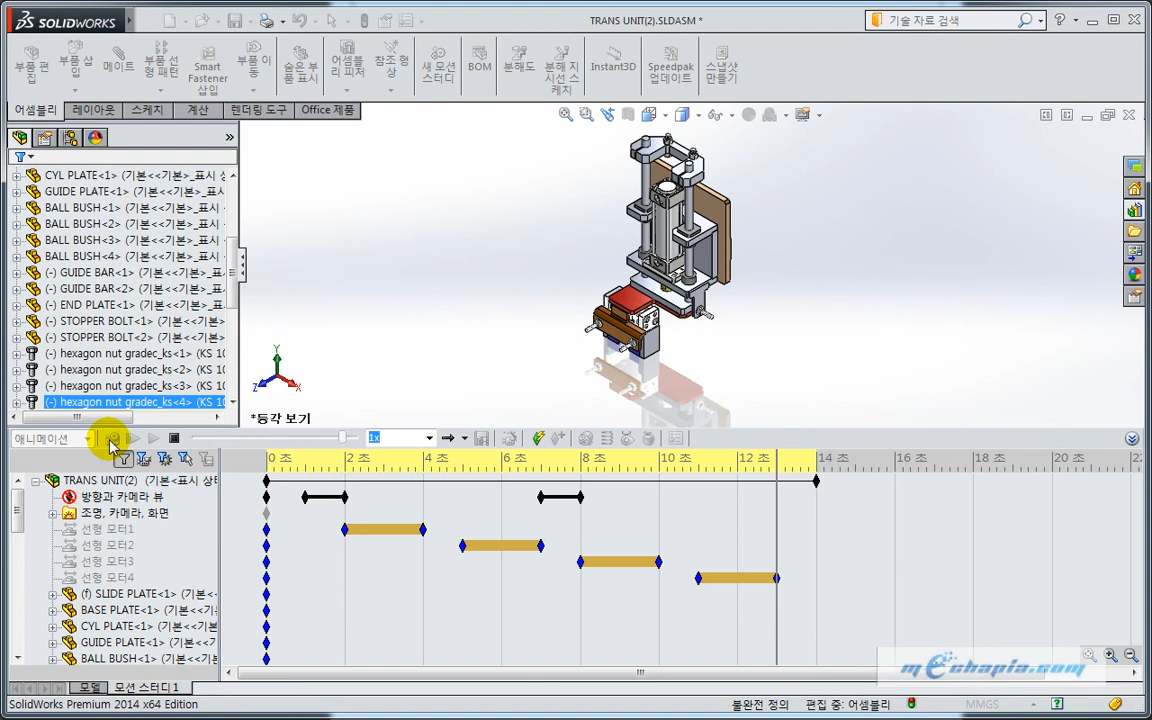 SOLIDWORKS
TRANS UNIT(2).SLDASM *
기술 자료 검색
부품 편집
부품 삽입
메이트
부품 선형 패턴
Smart Fastener 삽입
부품 이동
숨은 부품 표시
어셈블리 피처
참조 형상
새 모션 스터디
BOM
분해도
분해 지시선 스케치
Instant3D
Speedpak 업데이트
스냅샷 만들기
어셈블리 레이아웃 스케치 계산 렌더링 도구 Office 제품
CYL PLATE<1> (기본<<기본>_표시 상
GUIDE PLATE<1> (기본<<기본>_표
BALL BUSH<1> (기본<<기본>_표시
BALL BUSH<2> (기본<<기본>_표시
BALL BUSH<3> (기본<<기본>_표시
BALL BUSH<4> (기본<<기본>_표시
(-) GUIDE BAR<1> (기본<<기본>_표시
(-) GUIDE BAR<2> (기본<<기본>_표시
(-) END PLATE<1> (기본<<기본>_표시
(-) STOPPER BOLT<1> (기본<<기본>
(-) STOPPER BOLT<2> (기본<<기본>
(-) hexagon nut gradec_ks<1> (KS 10
(-) hexagon nut gradec_ks<2> (KS 10
(-) hexagon nut gradec_ks<3> (KS 10
(-) hexagon nut gradec_ks<4> (KS 10
Y
Z
X
*등각 보기
애니메이션
1x
0 초 2 초 4 초 6 초 8 초 10 초 12 초 14 초 16 초 18 초 20 초 22
TRANS UNIT(2) (기본<표시 상태
방향과 카메라 뷰
조명, 카메라, 화면
선형 모터1
선형 모터2
선형 모터3
선형 모터4
(f) SLIDE PLATE<1> (기본<
BASE PLATE<1> (기본<<기
CYL PLATE<1> (기본<<기본
GUIDE PLATE<1> (기본<<기
BALL BUSH<1> (기본<<기본
mEchapia.com
모델 모션 스터디1
SolidWorks Premium 2014 x64 Edition
불완전 정의 편집 중: 어셈블리
MMGS